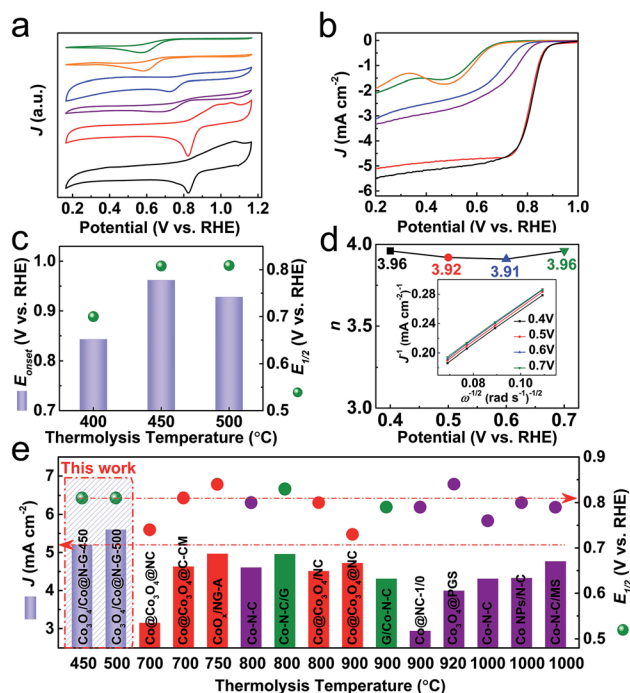 a
J (a.u.)
0.2 0.4 0.6 0.8 1.0 1.2
Potential (V vs. RHE)
b
J (mA cm-2)
0
-1
-2
-3
-4
-5
-6
0.2 0.4 0.6 0.8 1.0
Potential (V vs. RHE)
c
Eonset (V vs. RHE)
1.0
0.9
0.8
0.7
E1/2 (V vs. RHE)
0.8
0.7
0.6
0.5
400 450 500
Thermolysis Temperature (°C)
d
n
4.0
3.5
3.0
3.96 3.92 3.91 3.96
J-1 (mA cm-2)-1
0.28
0.24
0.20
0.08 0.10
ω-1/2 (rad s-1)-1/2
0.4V
0.5V
0.6V
0.7V
0.4 0.5 0.6 0.7
Potential (V vs. RHE)
e
This work
J (mA cm-2)
7
6
5
4
3
E1/2 (V vs. RHE)
0.9
0.8
0.7
0.6
0.5
Co3O4/Co@N-G-450
Co3O4/Co@N-G-500
Co@Co3O4@NC
Co@Co3O4@C-CM
COx/NG-A
Co-N-C
Co-N-C/G
Co@Co3O4/NC
Co@Co3O4@NC
G/Co-N-C
Co@NC-1/0
Co3O4@PGS
Co-N-C
Co NPs/N-C
Co-N-C/MS
450 500 700 700 750 800 800 800 900 900 900 920 1000 1000 1000
Thermolysis Temperature (°C)